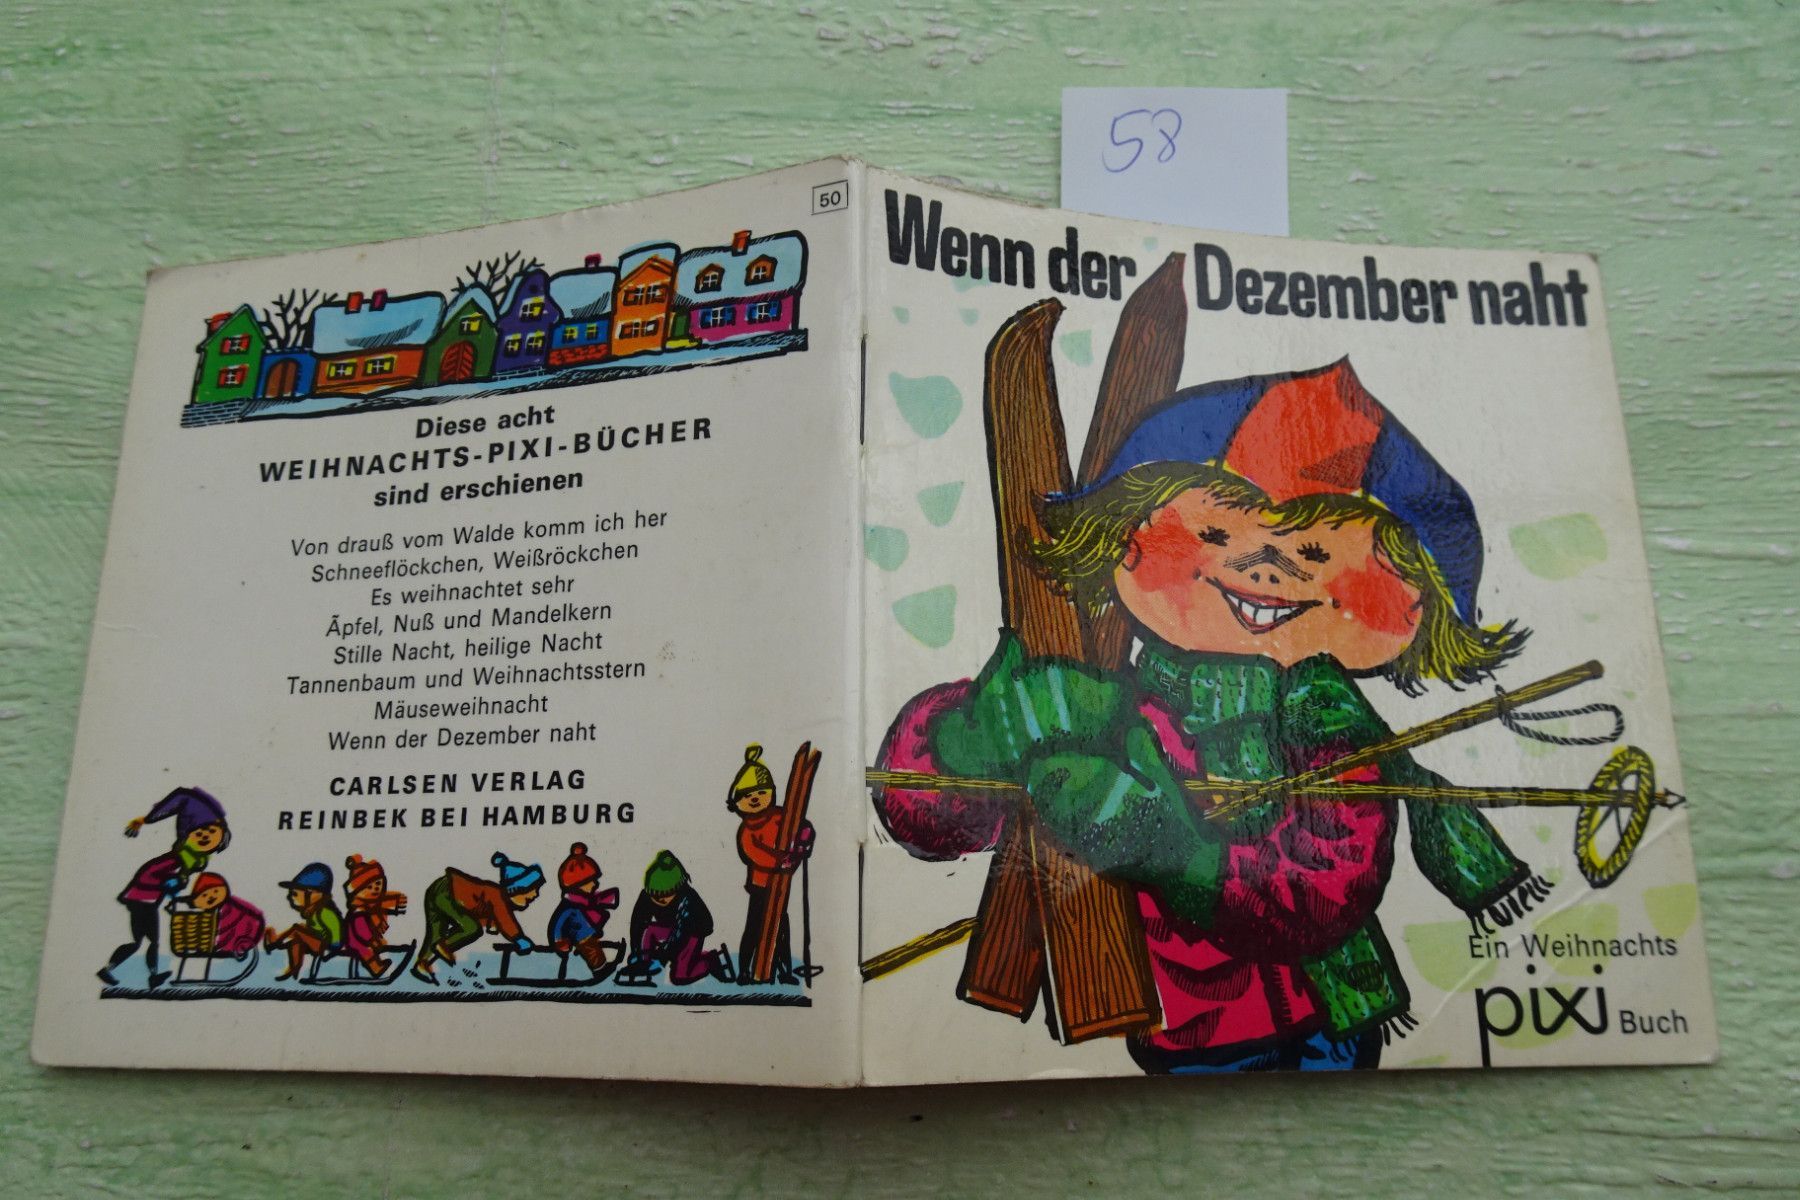 58
50
Diese acht
WEIHNACHTS-PIXI-BÜCHER
sind erschienen
Von drauß vom Walde komm ich her
Schneeflöckchen, Weißröckchen
Es weihnachtet sehr
Äpfel, Nuß und Mandelkern
Stille Nacht, heilige Nacht
Tannenbaum und Weihnachtsstern
Mäuseweihnacht
Wenn der Dezember naht
CARLSEN VERLAG
REINBEK BEI HAMBURG
Wenn der Dezember naht
Ein Weihnachts
pixi Buch